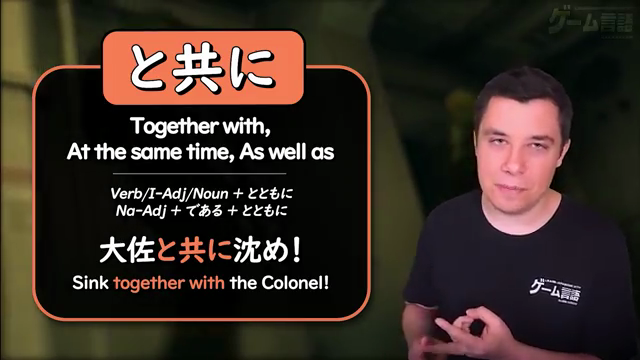 ゲーム言語
と共に
Together with,
At the same time, As well as
Verb/I-Adj/Noun + とともに
Na-Adj + である + とともに
大佐と共に沈め!
Sink together with the Colonel!
ゲーム言語